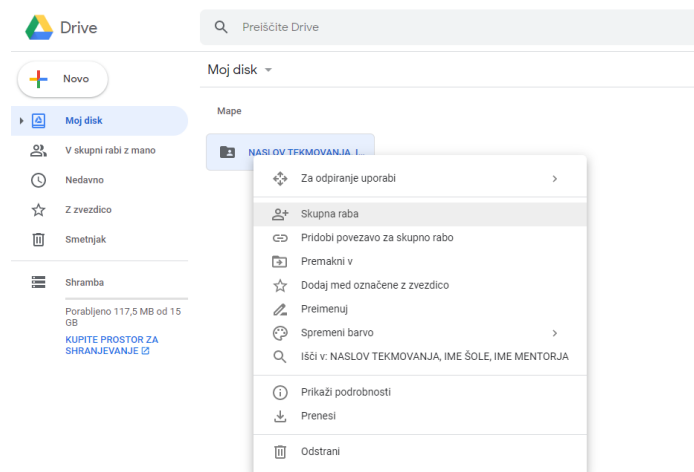 Drive
Preiščite Drive
Novo
Moj disk
Moj disk
V skupni rabi z mano
Nedavno
Z zvezdico
Smetnjak
Shramba
Porabljeno 117,5 MB od 15
GB
KUPITE PROSTOR ZA
SHRANJEVANJE
Mape
NASLOV TEKMOVANJA, I...
Za odpiranje uporabi
Skupna raba
Pridobi povezavo za skupno rabo
Premakni v
Dodaj med označene z zvezdico
Preimenuj
Spremeni barvo
Išči v: NASLOV TEKMOVANJA, IME ŠOLE, IME MENTORJA
Prikaži podrobnosti
Prenesi
Odstrani